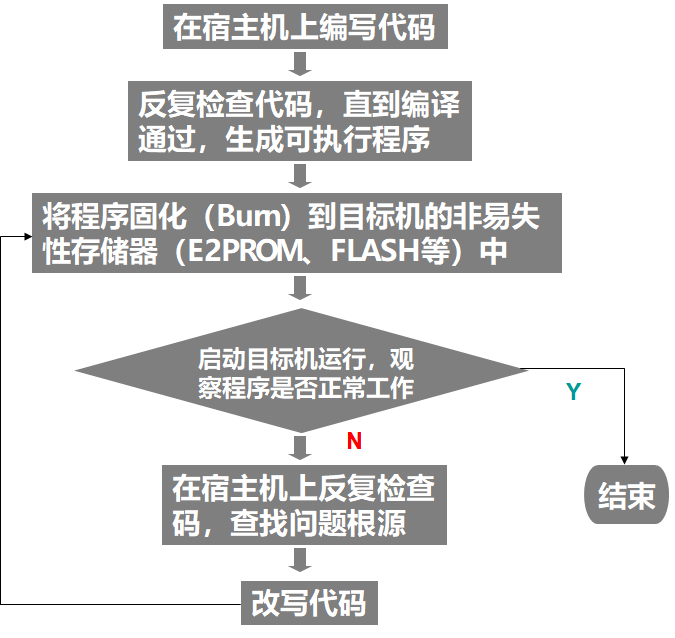 在宿主机上编写代码
反复检查代码，直到编译
通过，生成可执行程序
将程序固化（Bum）到目标机的非易失
性存储器（E2PROM、FLASH等）中
启动目标机运行，观
察程序是否正常工作
Y
N
在宿主机上反复检查
码，查找问题根源
结束
改写代码